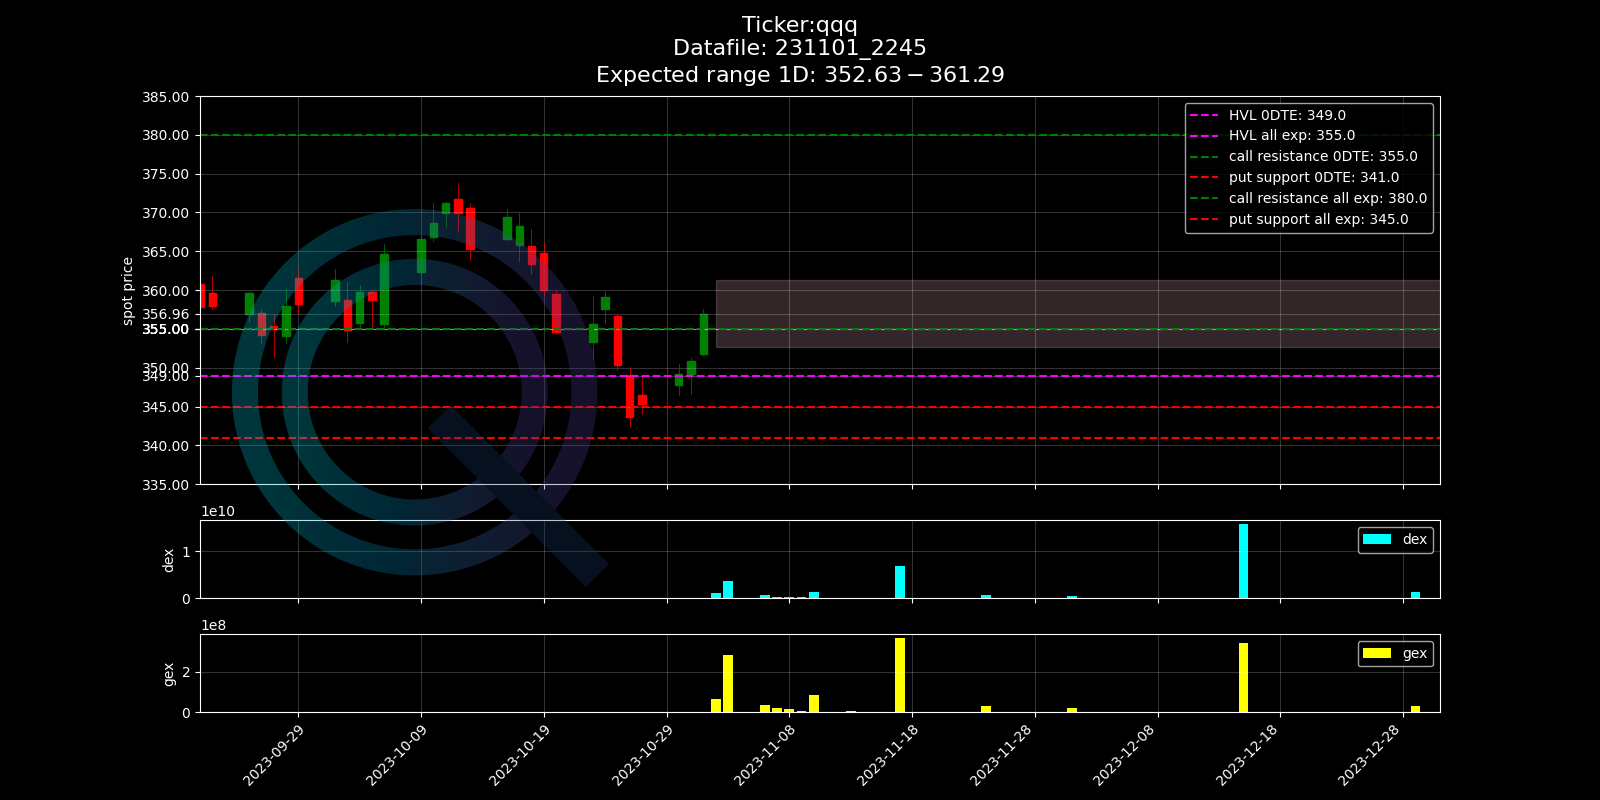 Ticker:qqq
Datafile: 231101_2245
Expected range 1D: 352.63 − 361.29
385.00
380.00
375.00
370.00
365.00
360.00
356.96
355.00
350.00
349.00
345.00
340.00
335.00
spot price
HVL 0DTE: 349.0
HVL all exp: 355.0
call resistance 0DTE: 355.0
put support 0DTE: 341.0
call resistance all exp: 380.0
put support all exp: 345.0
1e10
1
0
dex
dex
1e8
2
0
gex
gex
2023-09-29
2023-10-09
2023-10-19
2023-10-29
2023-11-08
2023-11-18
2023-11-28
2023-12-08
2023-12-18
2023-12-28